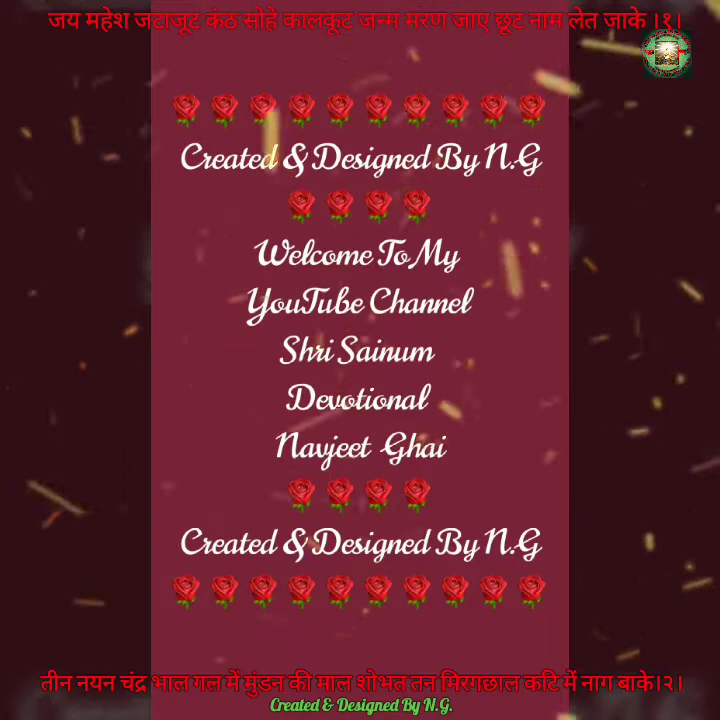 जय महेश जटाजूट कंठ सोहे कालकूट जन्म मरण जाए छूट नाम लेत जाके।१।
Created & Designed By N.G
Welcome To My
YouTube Channel
Shri Sainum
Devotional
Navjeet Ghai
Created & Designed By N.G
तीन नयन चंद्र भाल गल में मुंडन की माल शोभत तन मिरगछाल कटि में नाग बाके।२।
Created & Designed By N.G.